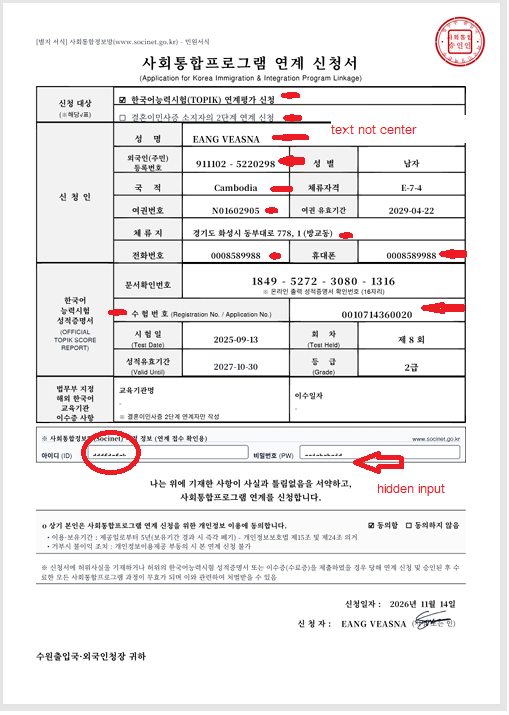 [별지 서식] 사회통합정보망(www.socinet.go.kr) - 민원서식
사회통합
승인인
사회통합프로그램 연계 신청서
(Application for Korea Immigration & Integration Program Linkage)
신청 대상
(※해당√표)
☑ 한국어능력시험(TOPIK) 연계평가 신청
☐ 결혼이민사증 소지자의 2단계 연계 신청
text not center
신 청 인
성 명 EANG VEASNA
외국인(주민)
등록번호
911102 - 5220298 성 별 남자
국 적 Cambodia 체류자격 E-7-4
여권번호 N01602905 여권 유효기간 2029-04-22
체 류 지 경기도 화성시 동부대로 778, 1 (방교동)
전화번호 0008589988 휴대폰 0008589988
한국어
능력시험
성적증명서
(OFFICIAL
TOPIK SCORE
REPORT)
문서확인번호 1849 - 5272 - 3080 - 1316
※ 온라인 출력 성적증명서 확인번호 (16자리)
수 험 번 호 (Registration No. / Application No.) 0010714360020
시 험 일
(Test Date)
2025-09-13
회 차
(Test Held)
제 8 회
성적유효기간
(Valid Until)
2027-10-30
등 급
(Grade)
2급
법무부 지정
해외 한국어
교육기관
이수증 사항
교육기관명
-
※ 결혼이민사증 2단계 연계자만 작성
이수일자
-
※ 사회통합정보망(Socinet) 정보 (연계 접수 확인용) www.socinet.go.kr
아이디 (ID) 비밀번호 (PW)
hidden input
나는 위에 기재한 사항이 사실과 틀림없음을 서약하고,
사회통합프로그램 연계를 신청합니다.
o 상기 본인은 사회통합프로그램 연계 신청을 위한 개인정보 이용에 동의합니다. ☑ 동의함 ☐ 동의하지 않음
• 이용·보유기간 : 제공일로부터 5년(보유기간 경과 시 즉각 폐기) - 개인정보보호법 제15조 및 제24조 의거
• 거부시 불이익 조치 : 개인정보이용제공 부동의 시 본 연계 신청 불가
※ 신청서에 허위사실을 기재하거나 허위의 한국어능력시험 성적증명서 또는 이수증(수료증)을 제출하였을 경우 당해 연계 신청 및 승인된 후 수
료한 모든 사회통합프로그램 과정이 무효가 되며 이와 관련하여 처벌받을 수 있음
신청일자 : 2026년 11월 14일
신 청 자 : EANG VEASNA
수원출입국·외국인청장 귀하